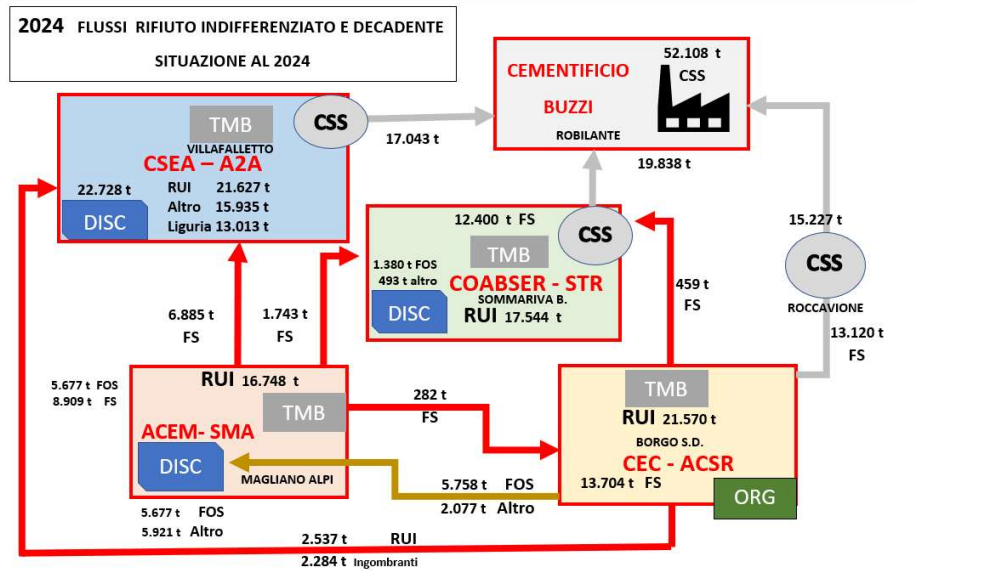 2024 FLUSSI RIFIUTO INDIFFERENZIATO E DECADENTE
SITUAZIONE AL 2024
52.108 t
CSS
CEMENTIFICIO
BUZZI
ROBILANTE
TMB
CSS
VILLAFALLETTO
CSEA – A2A
17.043 t
19.838 t
22.728 t
RUI 21.627 t
Altro 15.935 t
Liguria 13.013 t
DISC
12.400 t FS
TMB
CSS
1.380 t FOS
493 t altro
COABSER - STR
SOMMARIVA B.
RUI 17.544 t
DISC
15.227 t
CSS
ROCCAVIONE
13.120 t
FS
459 t
FS
6.885 t
FS
1.743 t
FS
5.677 t FOS
8.909 t FS
RUI 16.748 t
TMB
ACEM- SMA
DISC
MAGLIANO ALPI
282 t
FS
TMB
RUI 21.570 t
BORGO S.D.
CEC - ACSR
13.704 t FS
ORG
5.758 t FOS
2.077 t Altro
5.677 t FOS
5.921 t Altro
2.537 t RUI
2.284 t Ingombranti